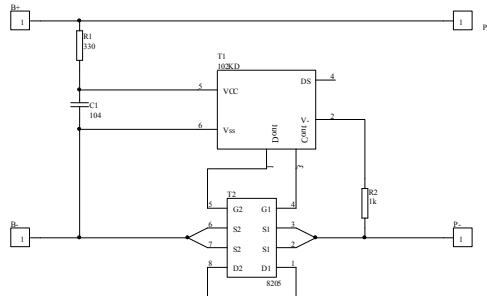 B+
1
1
P
R1
330
T1
102KD
DS
4
5
VCC
C1
104
V-
2
6
Vss
Dout
Cout
1
3
T2
R2
1k
5
G2
G1
4
B-
6
S2
S1
3
P-
1
1
7
S2
S1
2
8
D2
D1
1
8205